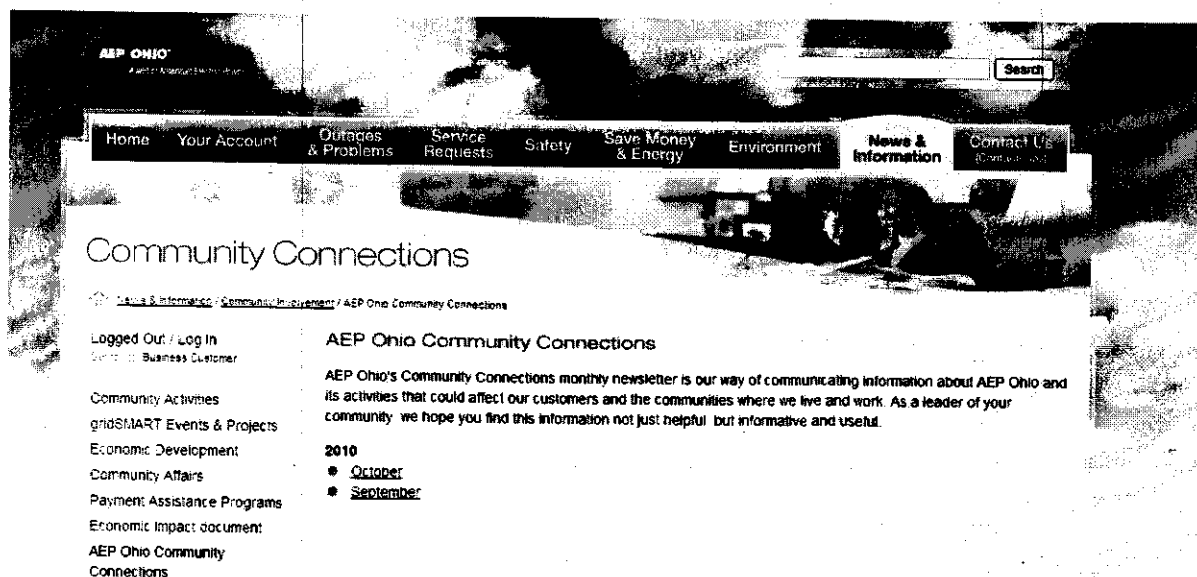 AEP OHIO
Search
Home
Your Account
Outages
& Problems
Service
Requests
Safety
Save Money
& Energy
Environment
News &
Information
Contact Us
Community Connections
News & Information / Community Involvement / AEP Ohio Community Connections
Logged Out / Log In
Business Customer
Community Activities
gridSMART Events & Projects
Economic Development
Community Affairs
Payment Assistance Programs
Economic Impact document
AEP Ohio Community
Connections
AEP Ohio Community Connections
AEP Ohio's Community Connections monthly newsletter is our way of communicating information about AEP Ohio and
its activities that could affect our customers and the communities where we live and work. As a leader of your
community we hope you find this information not just helpful but informative and useful.
2010
October
September